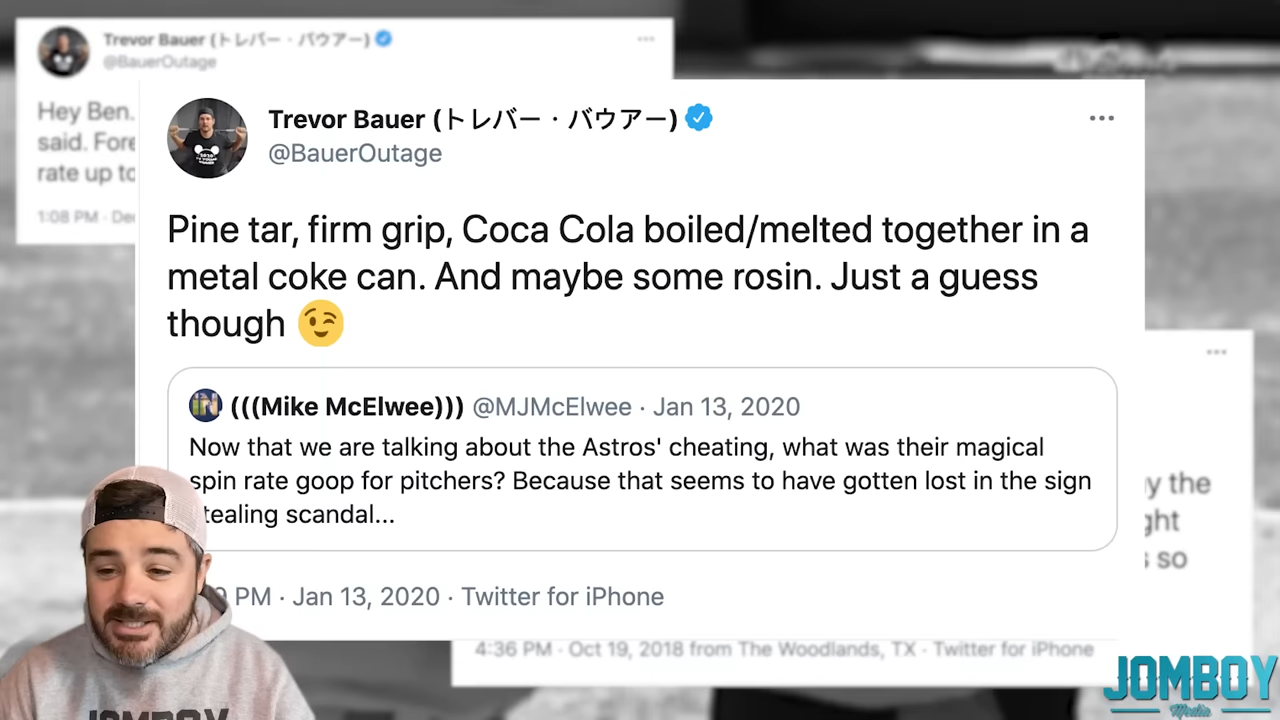 Trevor Bauer (トレバー・バウアー)
@BauerOutage
Hey Ben.
said. Fore
rate up to
1:08 PM · De
Trevor Bauer (トレバー・バウアー)
@BauerOutage
Pine tar, firm grip, Coca Cola boiled/melted together in a
metal coke can. And maybe some rosin. Just a guess
though 😉
(((Mike McElwee))) @MJMcElwee · Jan 13, 2020
Now that we are talking about the Astros' cheating, what was their magical
spin rate goop for pitchers? Because that seems to have gotten lost in the sign
tealing scandal...
PM · Jan 13, 2020 · Twitter for iPhone
y the
ght
so
4:36 PM · Oct 19, 2018 from The Woodlands, TX · Twitter for iPhone
JOMBOY
Media
JOMBOY